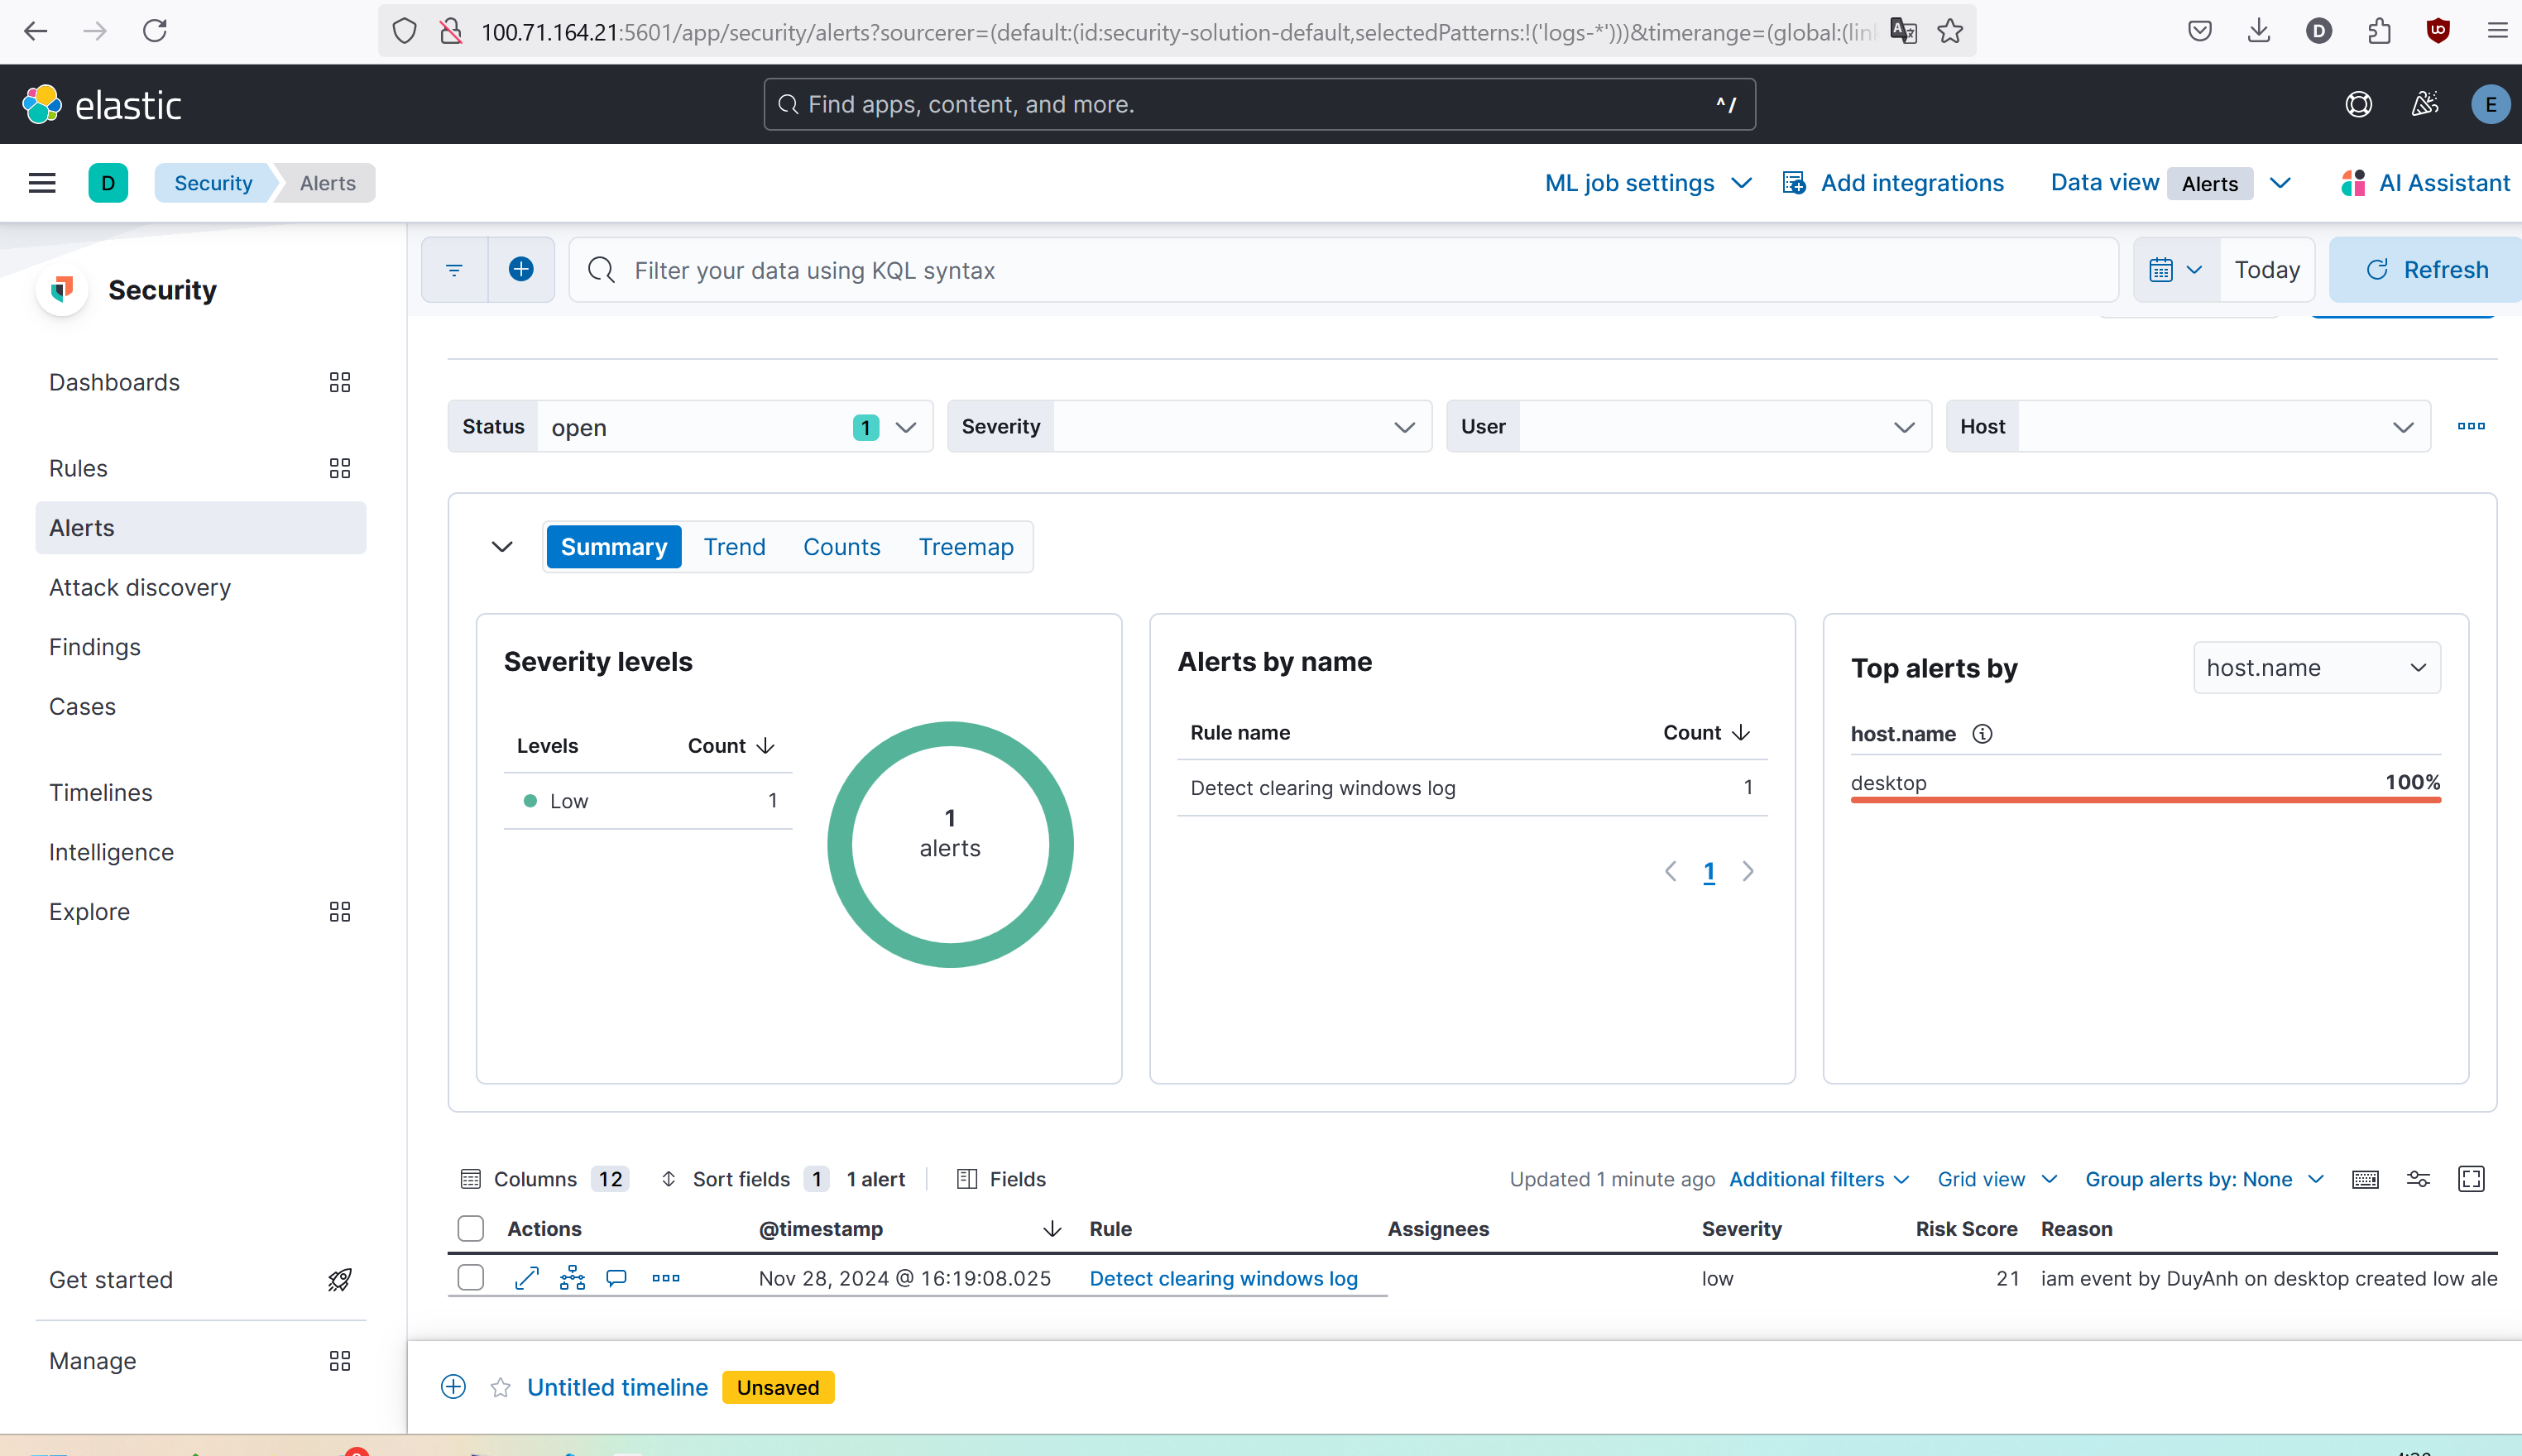 100.71.164.21:5601/app/security/alerts?sourcerer=(default:(id:security-solution-default,selectedPatterns:!('logs-*')))&timerange=(global:(lin
D
elastic
Find apps, content, and more.
^/
E
D
Security
Alerts
ML job settings
Add integrations
Data view
Alerts
AI Assistant
Security
Filter your data using KQL syntax
Today
Refresh
Dashboards
Rules
Alerts
Attack discovery
Findings
Cases
Timelines
Intelligence
Explore
Get started
Manage
Status open 1
Severity
User
Host
Summary Trend Counts Treemap
Severity levels
Levels Count
Low 1
1
alerts
Alerts by name
Rule name Count
Detect clearing windows log 1
1
Top alerts by host.name
host.name
desktop 100%
Columns 12 Sort fields 1 1 alert Fields
Updated 1 minute ago Additional filters Grid view Group alerts by: None
Actions @timestamp Rule Assignees Severity Risk Score Reason
Nov 28, 2024 @ 16:19:08.025 Detect clearing windows log low 21 iam event by DuyAnh on desktop created low ale
Untitled timeline Unsaved